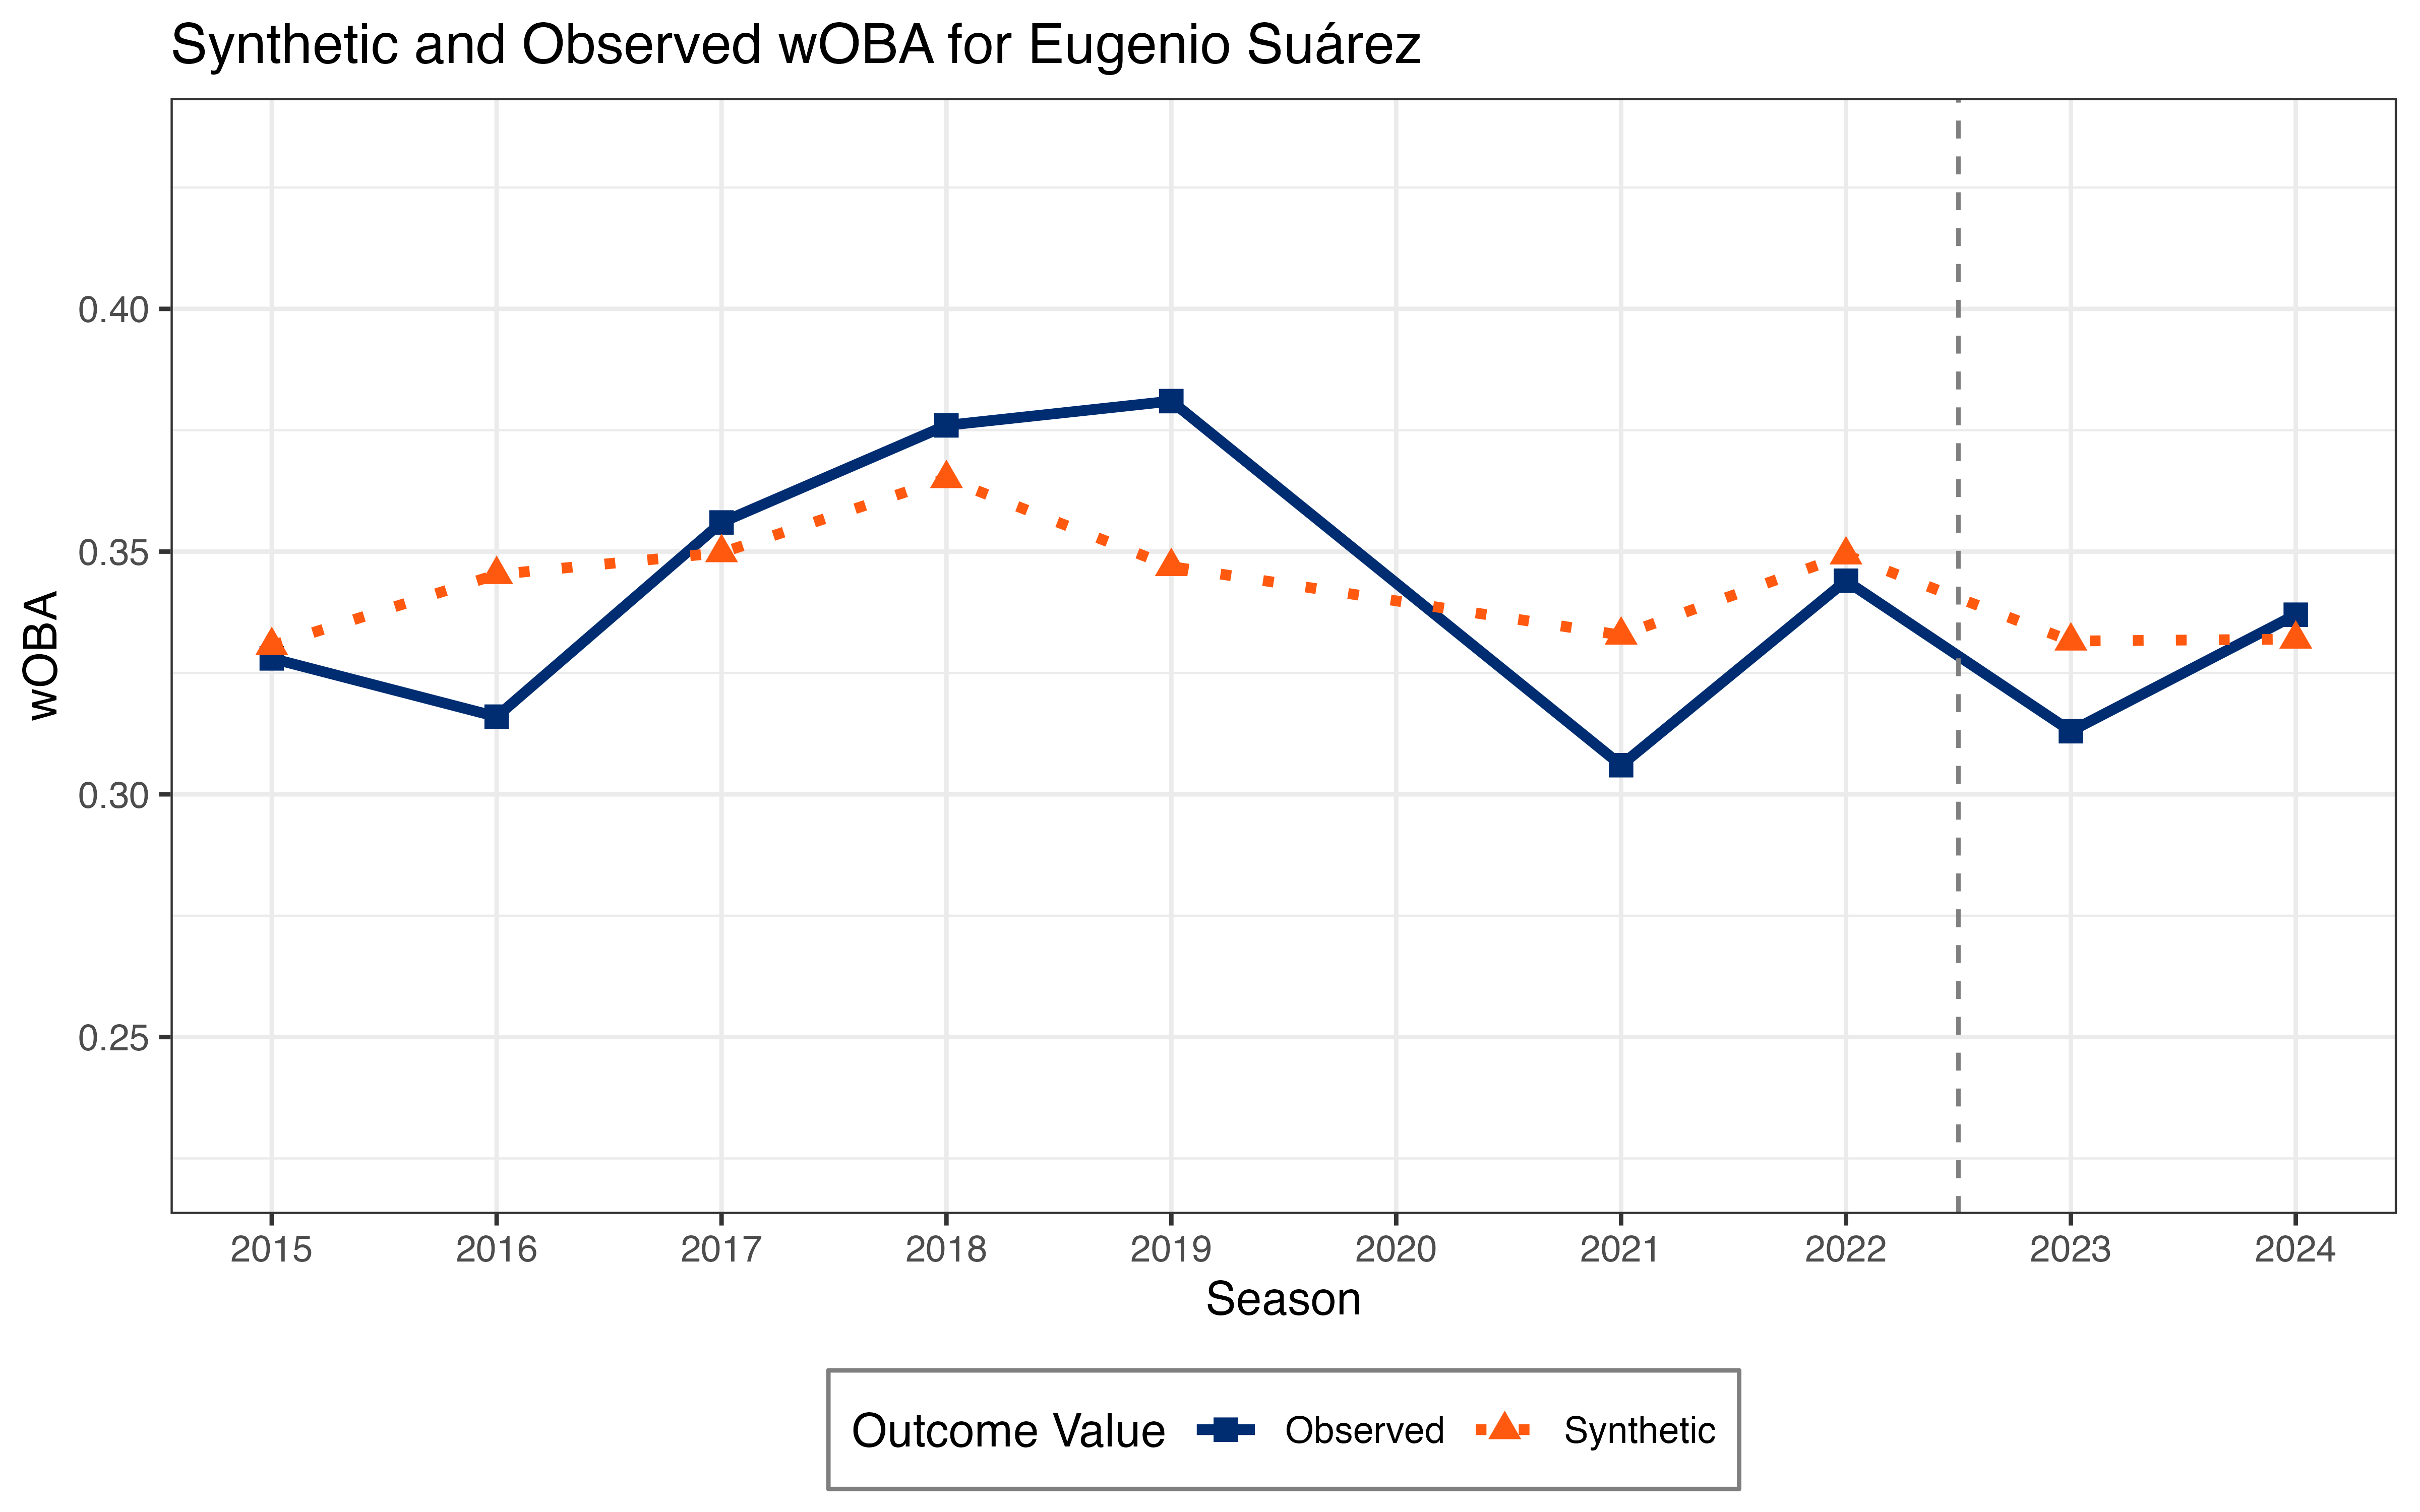 Synthetic and Observed wOBA for Eugenio Suárez
wOBA
0.40
0.35
0.30
0.25
2015 2016 2017 2018 2019 2020 2021 2022 2023 2024
Season
Outcome Value Observed Synthetic